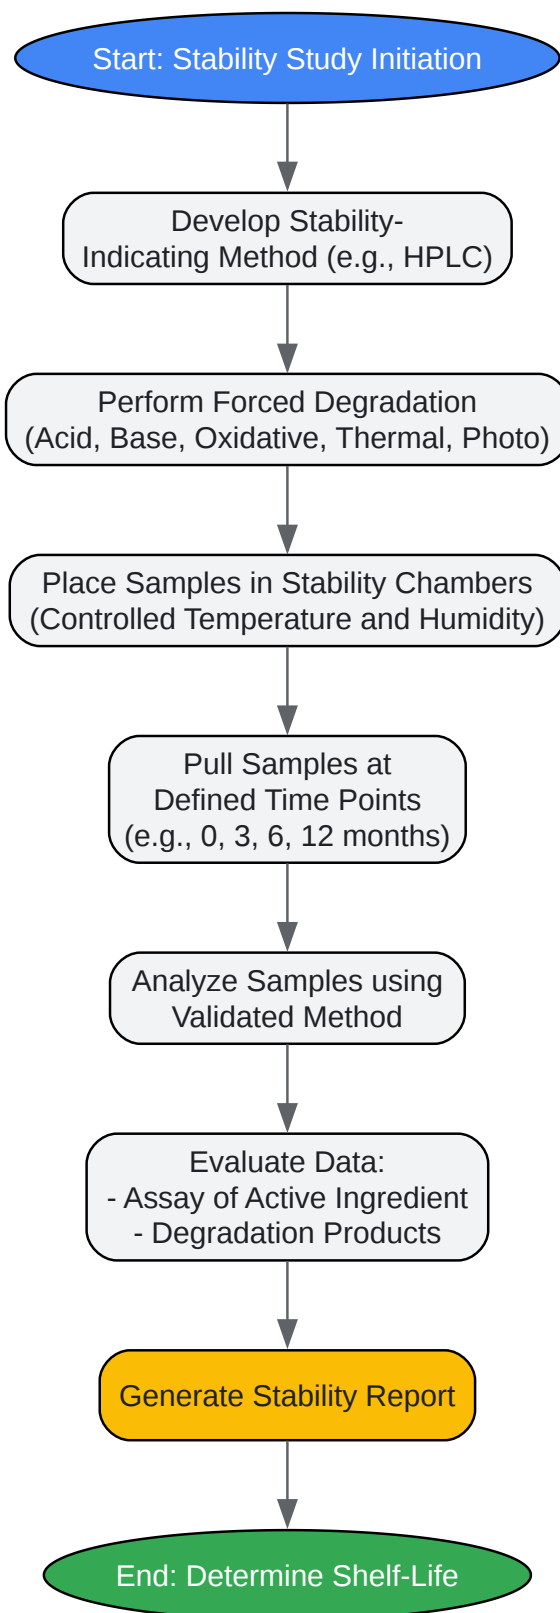 Start: Stability Study Initiation
Develop Stability-
Indicating Method (e.g., HPLC)
Perform Forced Degradation
(Acid, Base, Oxidative, Thermal, Photo)
Place Samples in Stability Chambers
(Controlled Temperature and Humidity)
Pull Samples at
Defined Time Points
(e.g., 0, 3, 6, 12 months)
Analyze Samples using
Validated Method
Evaluate Data:
- Assay of Active Ingredient
- Degradation Products
Generate Stability Report
End: Determine Shelf-Life